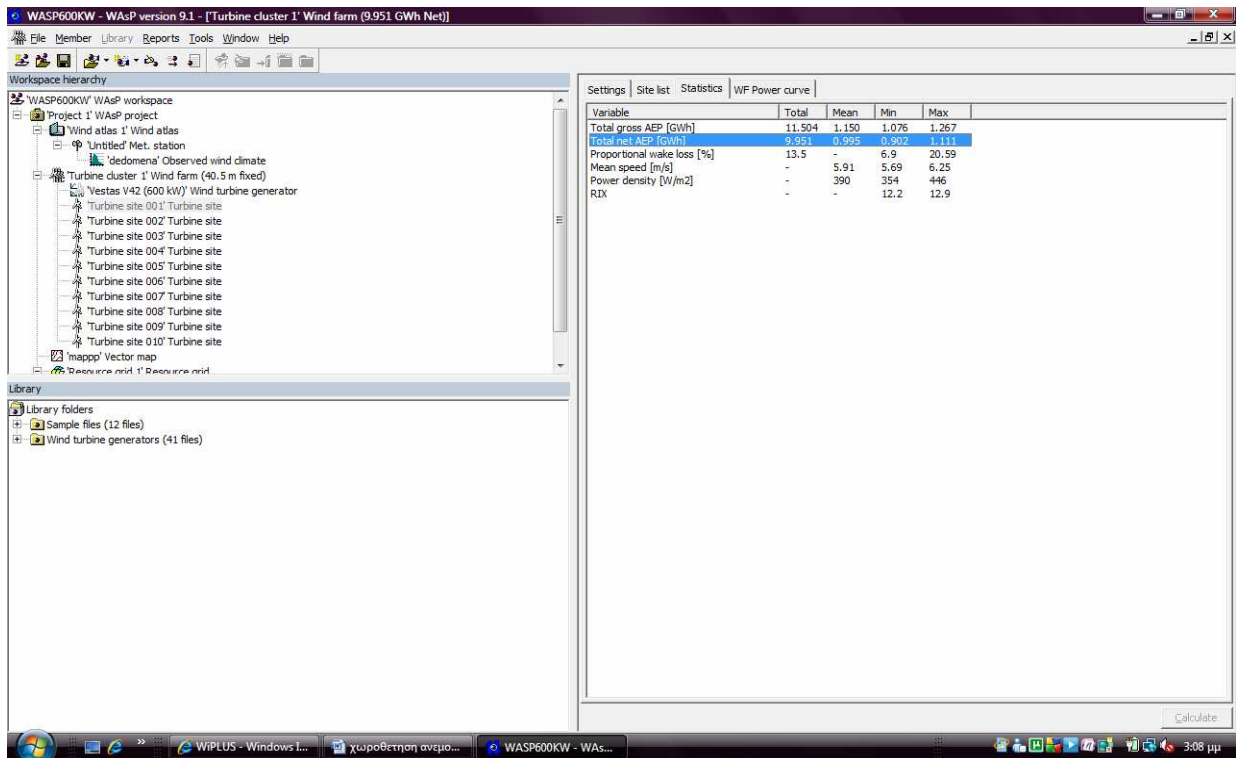 WASP600KW - WAsP version 9.1 - ['Turbine cluster 1' Wind farm (9.951 GWh Net)]
File Member Library Reports Tools Window Help
Workspace hierarchy
'WASP600KW' WAsP workspace
'Project 1' WAsP project
'Wind atlas 1' Wind atlas
'Untitled' Met. station
'dedomena' Observed wind climate
'Turbine cluster 1' Wind farm (40.5 m fixed)
'Vestas V42 (600 kW)' Wind turbine generator
'Turbine site 001' Turbine site
'Turbine site 002' Turbine site
'Turbine site 003' Turbine site
'Turbine site 004' Turbine site
'Turbine site 005' Turbine site
'Turbine site 006' Turbine site
'Turbine site 007' Turbine site
'Turbine site 008' Turbine site
'Turbine site 009' Turbine site
'Turbine site 010' Turbine site
'mappp' Vector map
'Resource grid 1' Resource grid
Library
Library folders
Sample files (12 files)
Wind turbine generators (41 files)
Settings Site list Statistics WF Power curve
Variable Total Mean Min Max
Total gross AEP [GWh] 11.504 1.150 1.076 1.267
Total net AEP [GWh] 9.951 0.995 0.902 1.111
Proportional wake loss [%] 13.5 - 6.9 20.59
Mean speed [m/s] - 5.91 5.69 6.25
Power density [W/m2] - 390 354 446
RIX - - 12.2 12.9
Calculate
WiPLUS - Windows I... χωροθετηση ανεμο... WASP600KW - WAs... 3:08 μμ